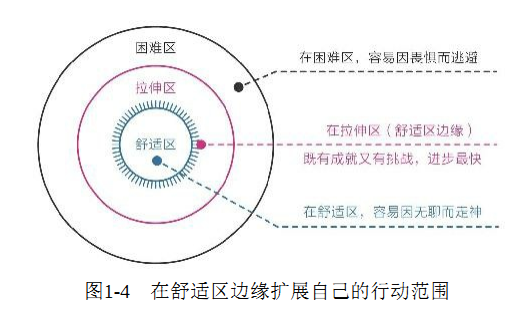 困难区
拉伸区
舒适区
在困难区，容易因畏惧而逃避
在拉伸区（舒适区边缘）
既有成就又有挑战，进步最快
在舒适区，容易因无聊而走神
图1-4 在舒适区边缘扩展自己的行动范围